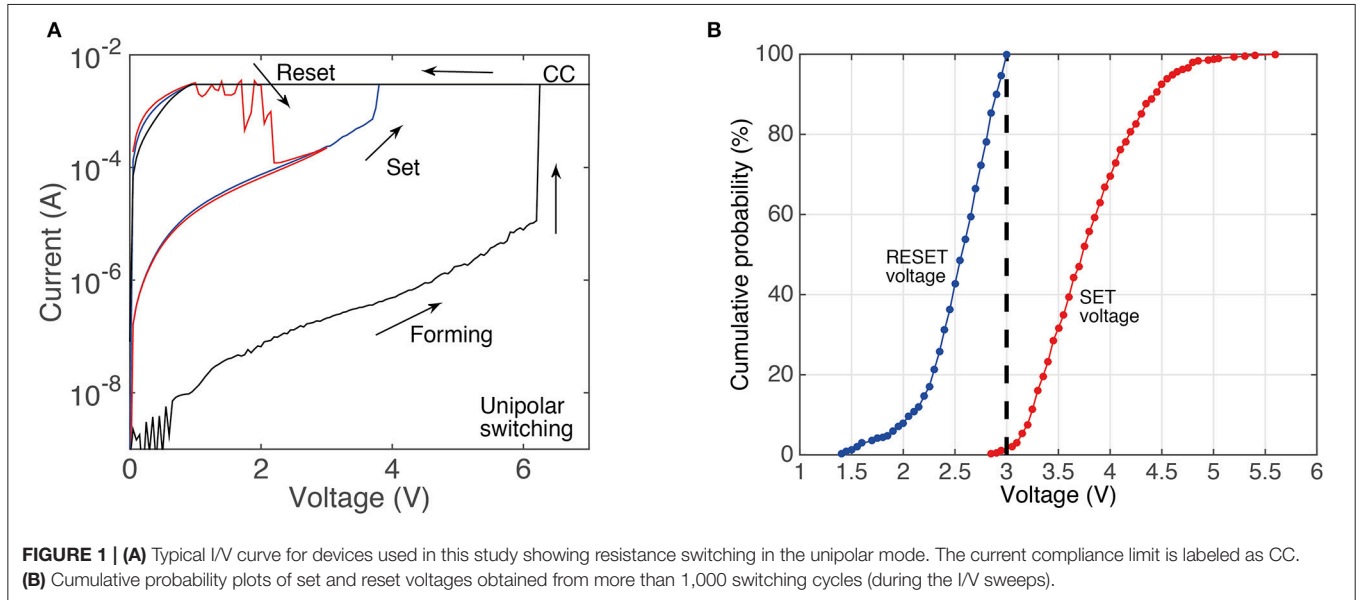 A
10^-2
10^-4
10^-6
10^-8
Current (A)
Reset
CC
Set
Forming
Unipolar
switching
0
2
4
6
Voltage (V)
B
100
80
60
40
20
0
Cumulative probability (%)
RESET
voltage
SET
voltage
1
1.5
2
2.5
3
3.5
4
4.5
5
5.5
6
Voltage (V)
FIGURE 1 | (A) Typical I/V curve for devices used in this study showing resistance switching in the unipolar mode. The current compliance limit is labeled as CC.
(B) Cumulative probability plots of set and reset voltages obtained from more than 1,000 switching cycles (during the I/V sweeps).